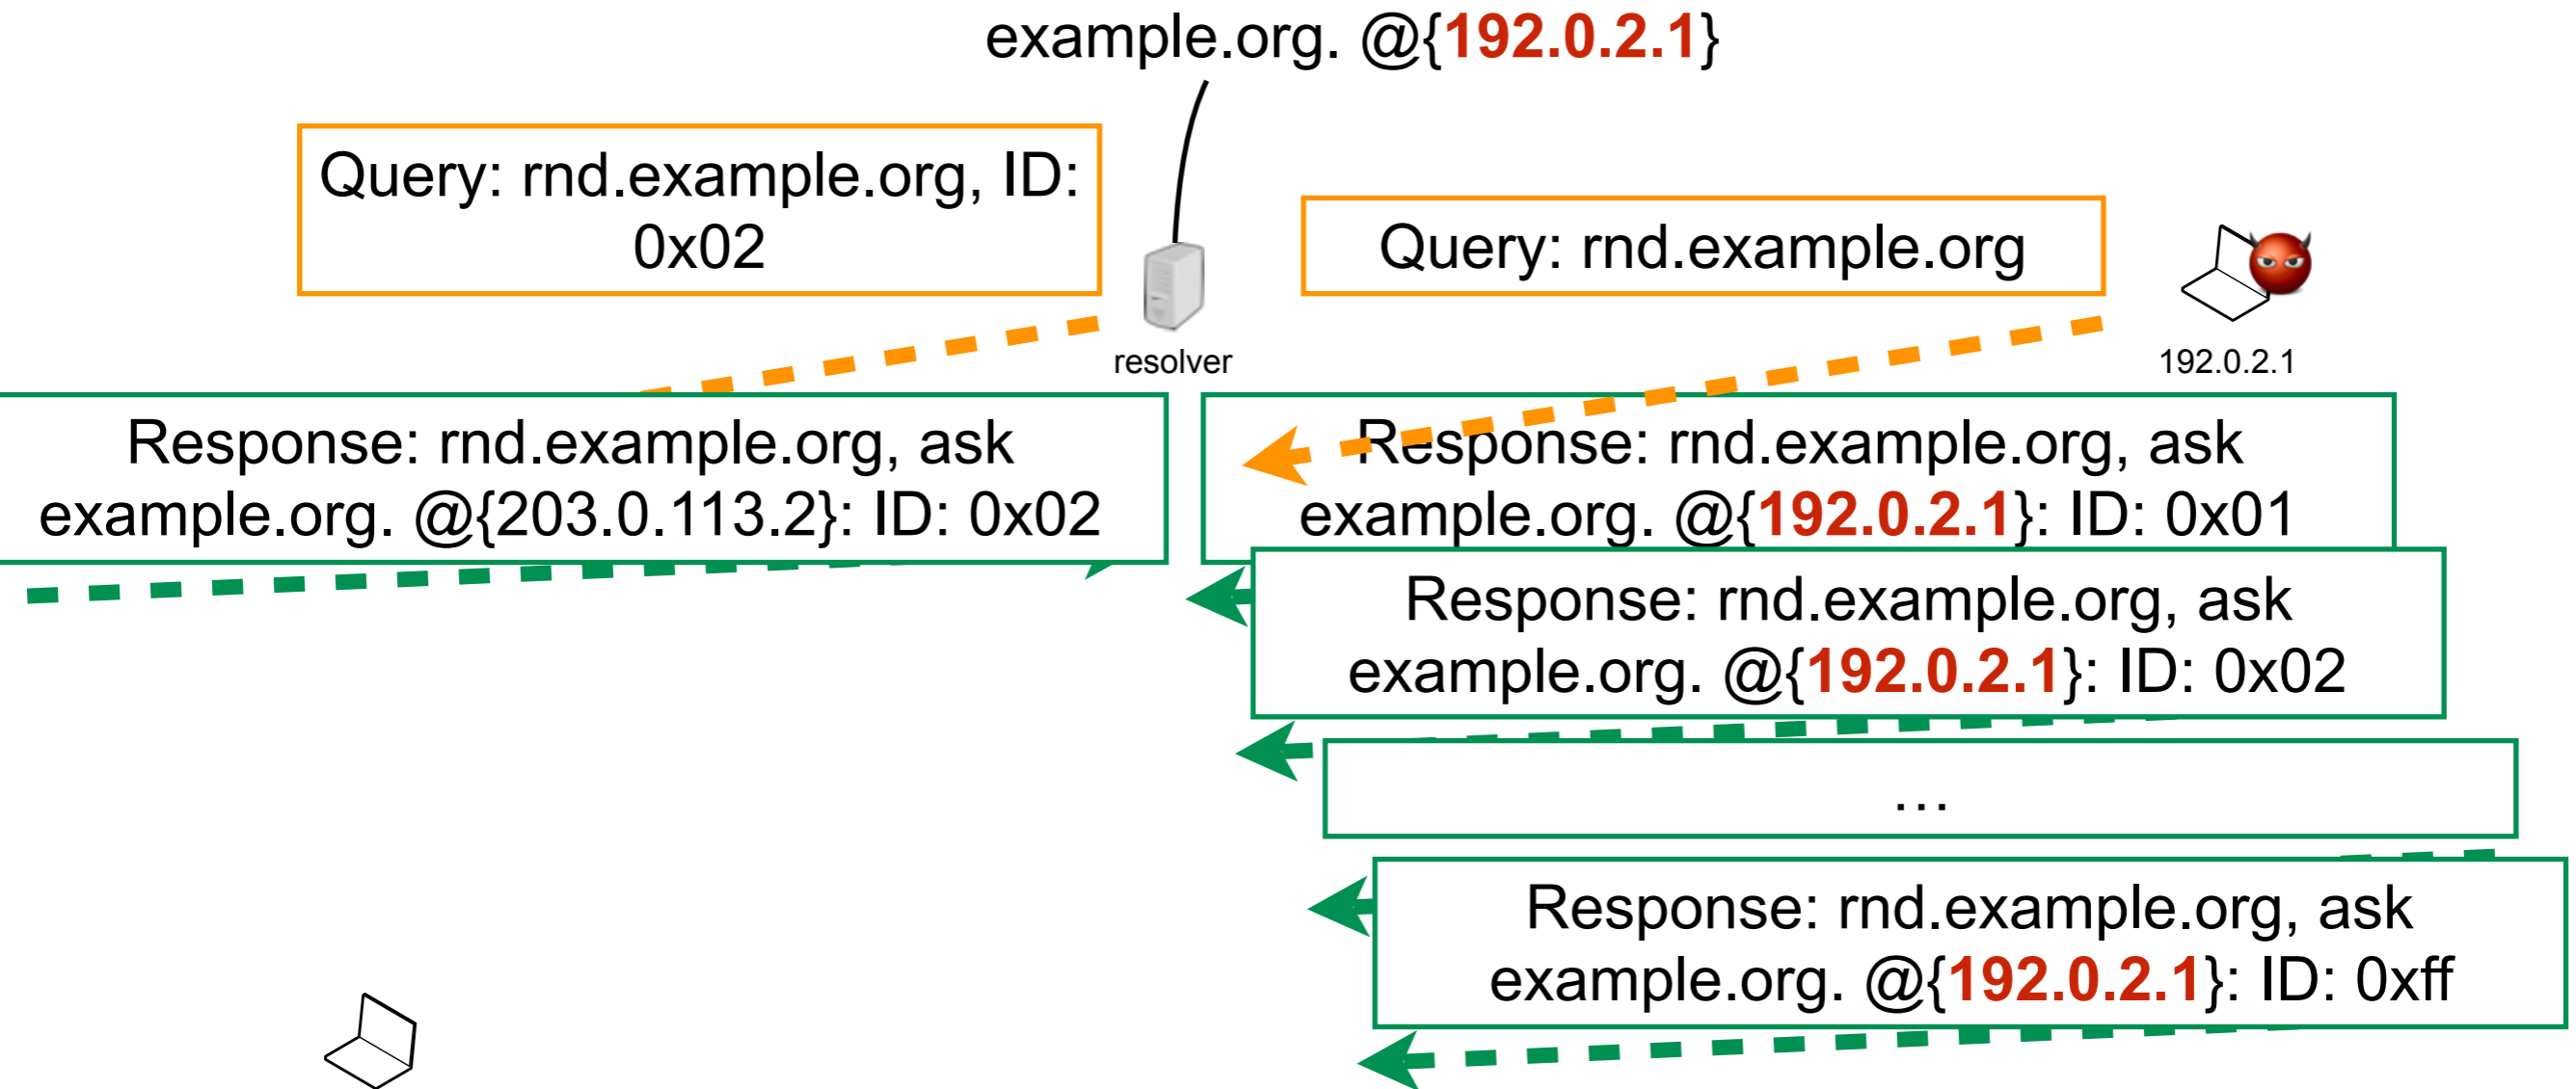 example.org. @{192.0.2.1}
Query: rnd.example.org, ID:
0x02
Query: rnd.example.org
resolver
192.0.2.1
Response: rnd.example.org, ask
example.org. @{203.0.113.2}: ID: 0x02
Response: rnd.example.org, ask
example.org. @{192.0.2.1}: ID: 0x01
Response: rnd.example.org, ask
example.org. @{192.0.2.1}: ID: 0x02
...
Response: rnd.example.org, ask
example.org. @{192.0.2.1}: ID: 0xff